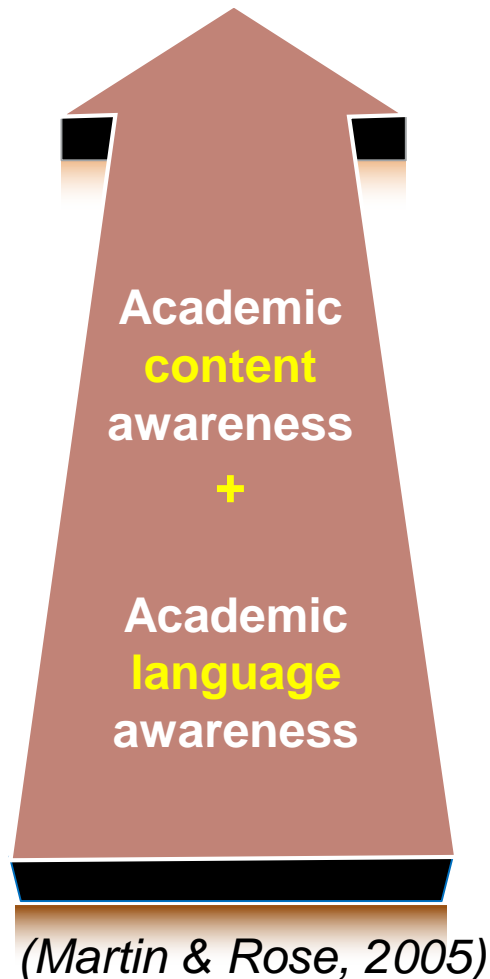 Academic
content
awareness
+
Academic
language
awareness
(Martin & Rose, 2005)